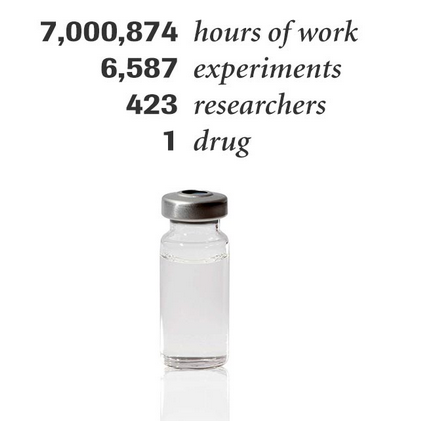 7,000,874 hours of work
6,587 experiments
423 researchers
1 drug